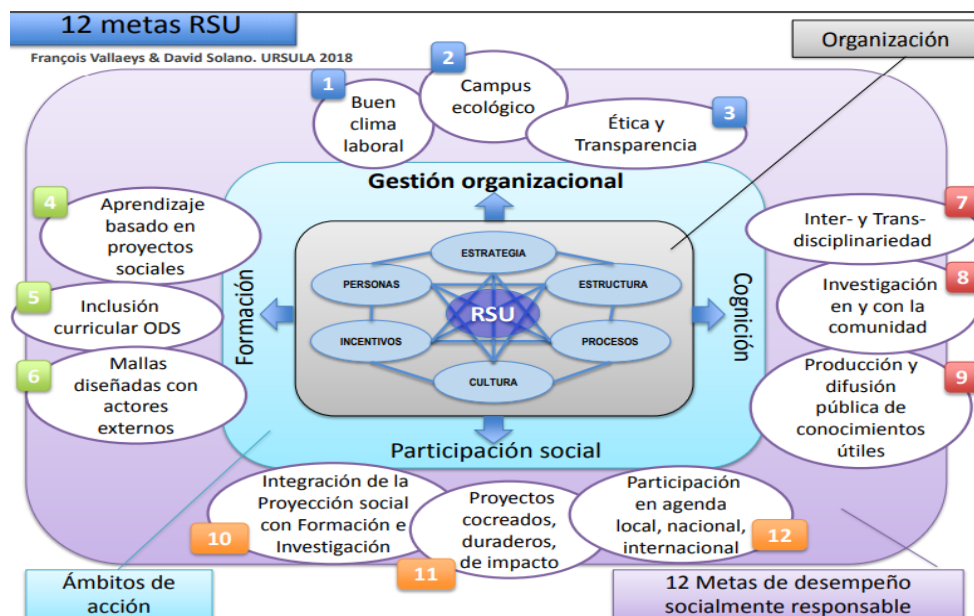 12 metas RSU
François Vallaeys & David Solano. URSULA 2018
Organización
1
Buen
clima
laboral
2
Campus
ecológico
3
Ética y
Transparencia
Gestión organizacional
4
Aprendizaje
basado en
proyectos
sociales
5
Inclusión
curricular ODS
6
Mallas
diseñadas con
actores
externos
Formación
ESTRATEGIA
PERSONAS
ESTRUCTURA
RSU
INCENTIVOS
PROCESOS
CULTURA
Cognición
7
Inter- y Trans-
disciplinariedad
8
Investigación
en y con la
comunidad
9
Producción y
difusión
pública de
conocimientos
útiles
Participación social
10
Integración de la
Proyección social
con Formación e
Investigación
11
Proyectos
cocreados,
duraderos,
de impacto
12
Participación
en agenda
local, nacional,
internacional
Ámbitos de
acción
12 Metas de desempeño
socialmente responsable